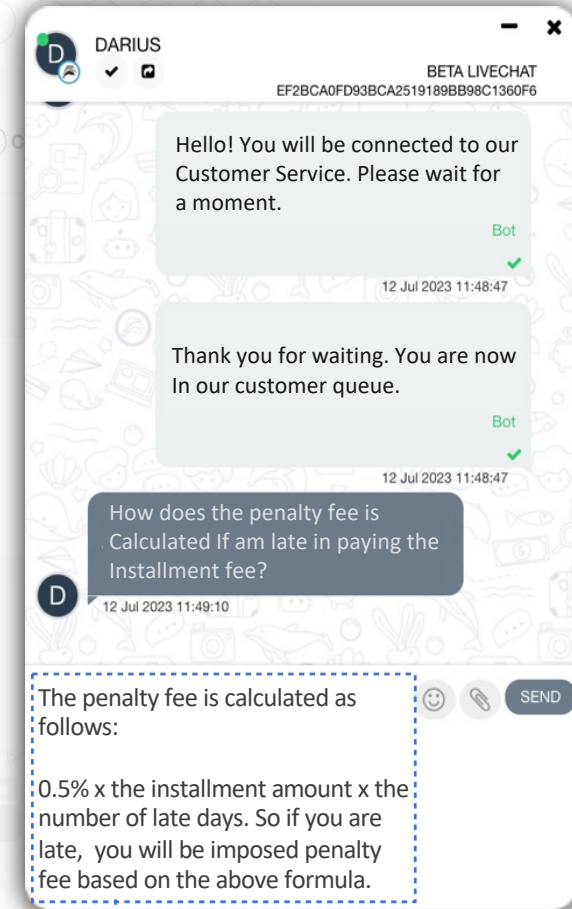 D
DARIUS
BETA LIVECHAT
EF2BCA0FD93BCA2519189BB98C1360F6
Hello! You will be connected to our
Customer Service. Please wait for
a moment.
Bot
12 Jul 2023 11:48:47
Thank you for waiting. You are now
In our customer queue.
Bot
12 Jul 2023 11:48:47
How does the penalty fee is
Calculated If am late in paying the
Installment fee?
D
12 Jul 2023 11:49:10
The penalty fee is calculated as
follows:
SEND
0.5% x the installment amount x the
number of late days. So if you are
late, you will be imposed penalty
fee based on the above formula.